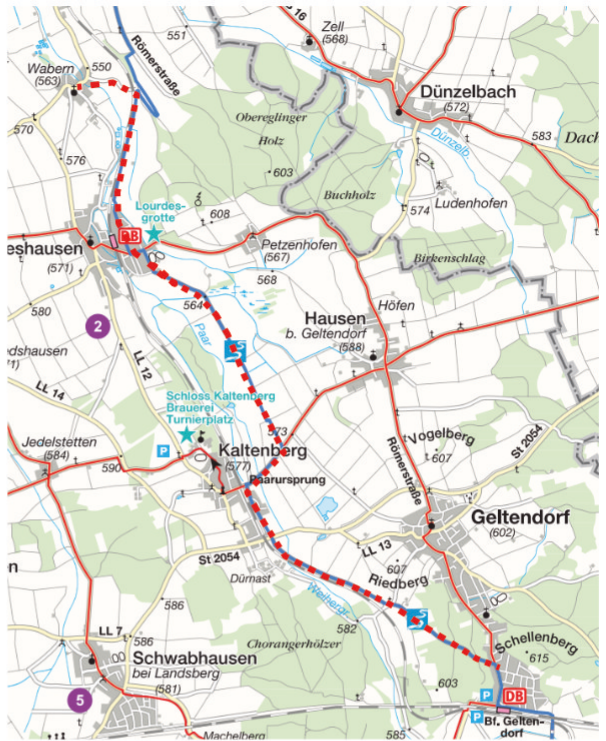 16
Zell
(568)
551
Römerstraße
Wabern
(563)
550
Dünzelbach
(572)
583
Obereglinger
Holz
Dünzelb.
570
603
Dach
576
Buchholz
Ludenhofen
Lourdes-
grotte
608
574
DB
eshausen
(571)
Petzenhofen
(567)
Birkenschlag
568
564
Höfen
580
Paar
Hausen
b. Geltendorf
(588)
2
dshausen
1)
LL 12
LL 14
Schloss Kaltenberg
Brauerei
Turnierplatz
573
Vogelberg
607
St 2054
Jedelstetten
(584)
590
P
Kaltenberg
(577)
Paarursprung
Römerstraße
Geltendorf
(602)
LL 13
St 2054
607
Riedberg
Dürnast
Weihergr.
586
582
Schellenberg
615
n
LL 7
586
Chorangerhölzer
Schwabhausen
bei Landsberg
(581)
603
P
DB
5
P
Bf. Gelten-
dorf
Machelberg
585